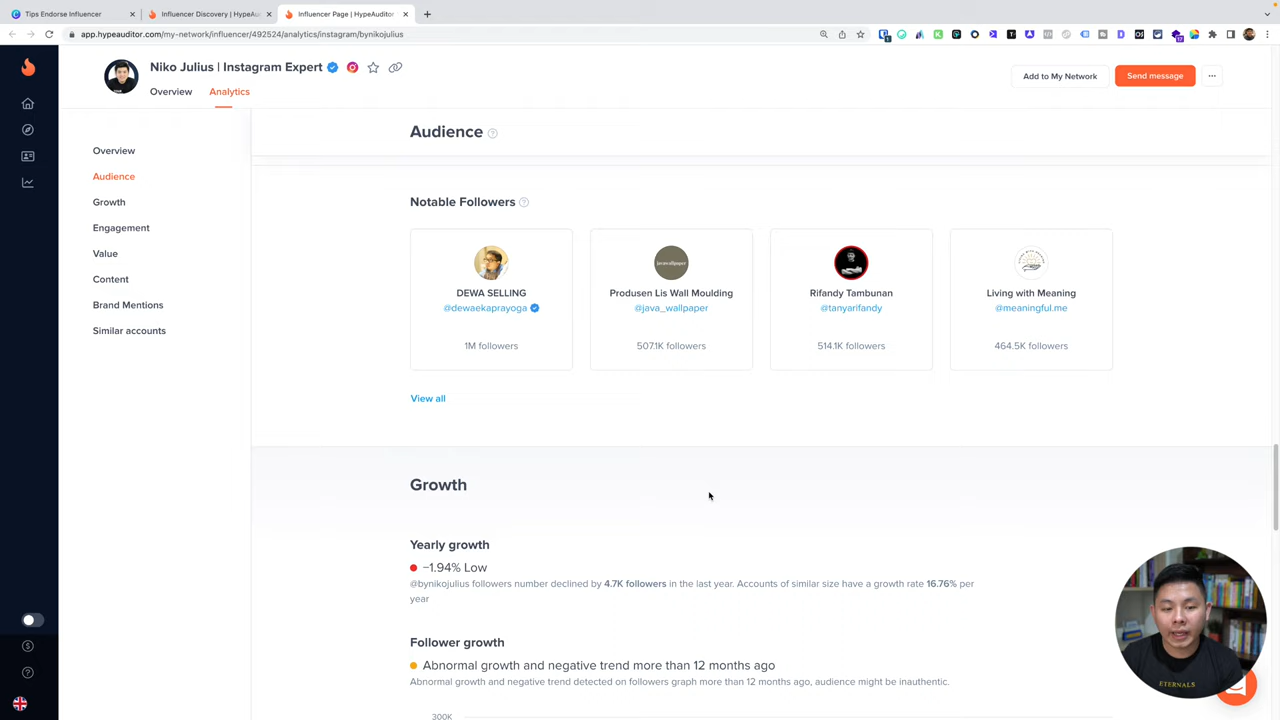 Tips Endorse Influencer
Influencer Discovery | HypeAu
Influencer Page | HypeAuditor
app.hypeauditor.com/my-network/influencer/492524/analytics/instagram/bynikojulius
Niko Julius | Instagram Expert
Overview
Analytics
Add to My Network
Send message
Overview
Audience
Growth
Engagement
Value
Content
Brand Mentions
Similar accounts
Audience
Notable Followers
DEWA SELLING
@dewaekaprayoga
1M followers
Produsen Lis Wall Moulding
@java_wallpaper
507.1K followers
Rifandy Tambunan
@tanyarifandy
514.1K followers
Living with Meaning
@meaningful.me
464.5K followers
View all
Growth
Yearly growth
−1.94% Low
@bynikojulius followers number declined by 4.7K followers in the last year. Accounts of similar size have a growth rate 16.76% per
year
Follower growth
Abnormal growth and negative trend more than 12 months ago
Abnormal growth and negative trend detected on followers graph more than 12 months ago, audience might be inauthentic.
300K
ETERNALS